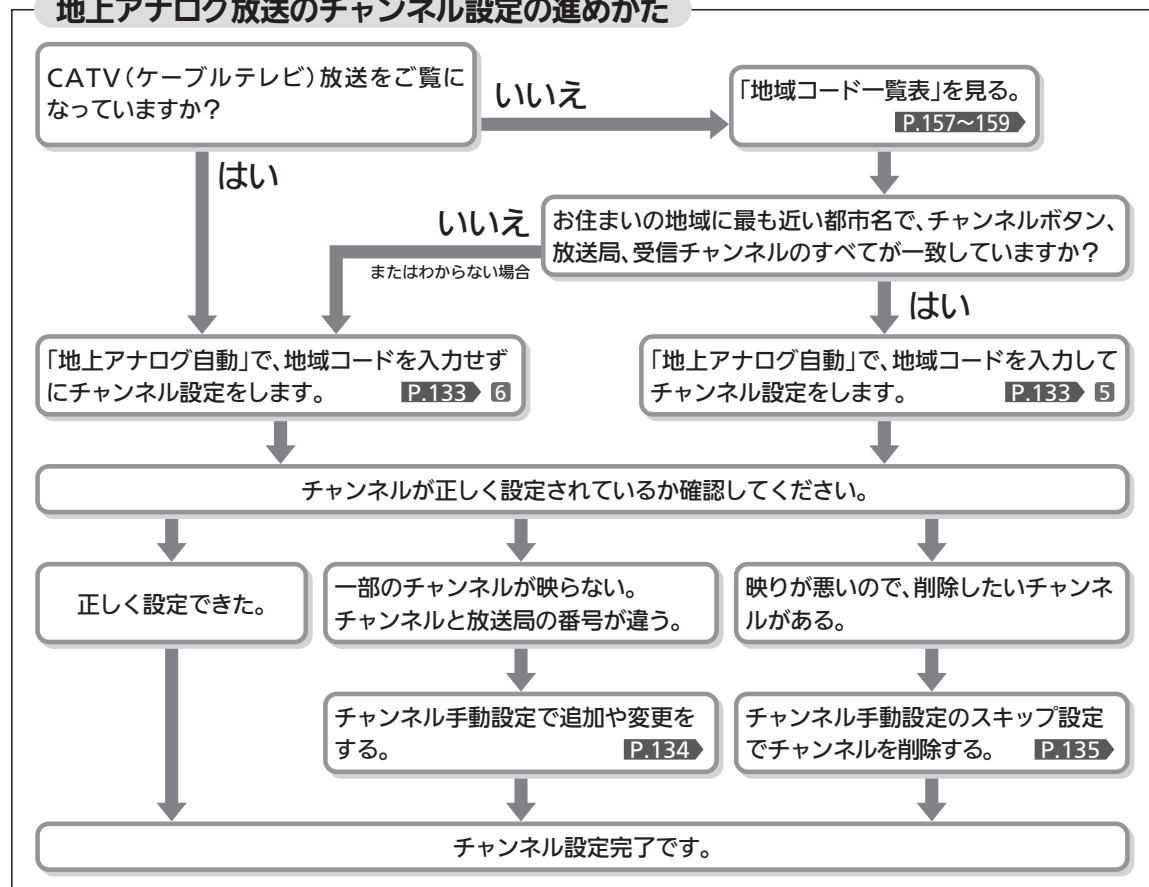 地上アナログ放送のチャンネル設定の進めかた
CATV（ケーブルテレビ）放送をご覧に
なっていますか？
いいえ
「地域コード一覧表」を見る。
P.157～159
はい
いいえ
またはわからない場合
お住まいの地域に最も近い都市名で、チャンネルボタン、
放送局、受信チャンネルのすべてが一致していますか？
はい
「地上アナログ自動」で、地域コードを入力せず
にチャンネル設定をします。 P.133 6
「地上アナログ自動」で、地域コードを入力して
チャンネル設定をします。 P.133 5
チャンネルが正しく設定されているか確認してください。
正しく設定できた。
一部のチャンネルが映らない。
チャンネルと放送局の番号が違う。
映りが悪いので、削除したいチャンネ
ルがある。
チャンネル手動設定で追加や変更を
する。 P.134
チャンネル手動設定のスキップ設定
でチャンネルを削除する。 P.135
チャンネル設定完了です。